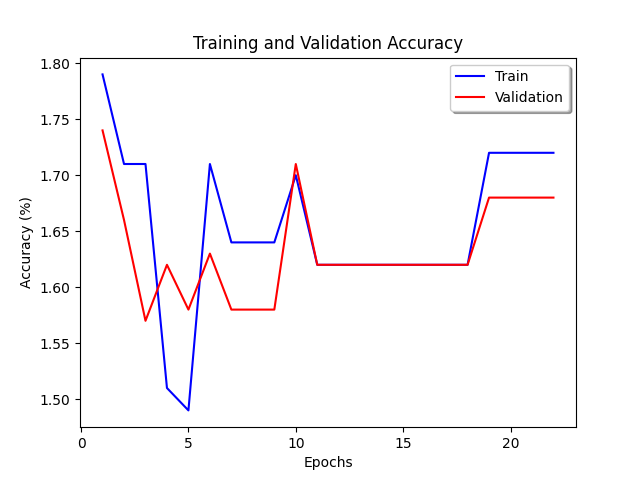 Training and Validation Accuracy
Train
Validation
1.80
1.75
1.70
1.65
1.60
1.55
1.50
Accuracy (%)
0 5 10 15 20
Epochs